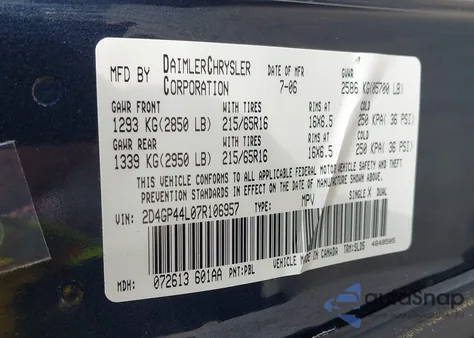 MFD BY DAIMLERCHRYSLER CORPORATION DATE OF MFR 7-06 GVWR 2586 KG(05700 LB)
GAWR FRONT WITH TIRES RIMS AT COLD
1293 KG(2850 LB) 215/65R16 16X6.5 250 KPA( 36 PSI)
GAWR REAR WITH TIRES RIMS AT COLD
1339 KG(2950 LB) 215/65R16 16X6.5 250 KPA( 36 PSI)
THIS VEHICLE CONFORMS TO ALL APPLICABLE FEDERAL MOTOR VEHICLE SAFETY AND THEFT
PREVENTION STANDARDS IN EFFECT ON THE DATE OF MANUFACTURE SHOWN ABOVE.
VIN: 2D4GP44L07R106957 TYPE: MPV SINGLE X DUAL
VEHICLE MADE IN CANADA TRM:SLD5
MDH: 072613 601AA PNT:PBL
autoSnap